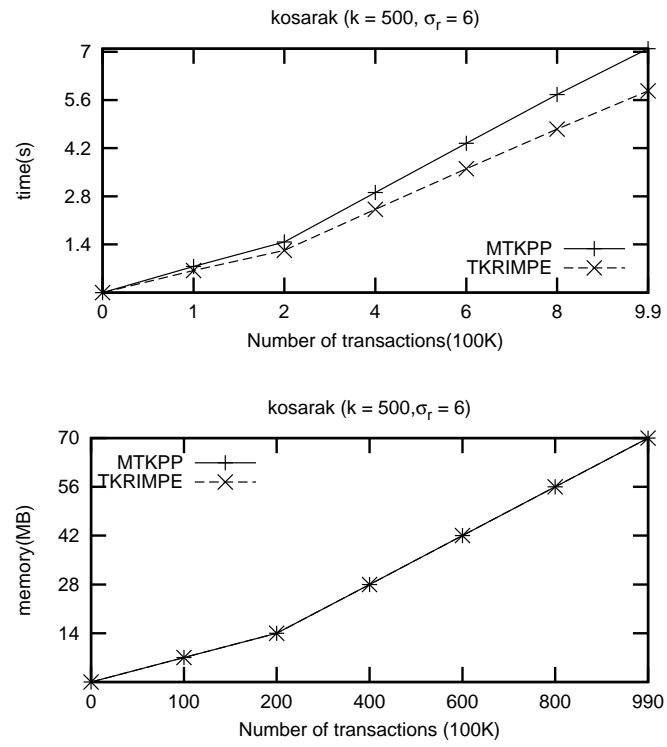 kosarak (k = 500, σr = 6)
7
5.6
4.2
2.8
1.4
0
time(s)
MTKPP
TKRIMPE
0 1 2 4 6 8 9.9
Number of transactions(100K)
kosarak (k = 500,σr = 6)
70
56
42
28
14
0
memory(MB)
MTKPP
TKRIMPE
0 100 200 400 600 800 990
Number of transactions (100K)